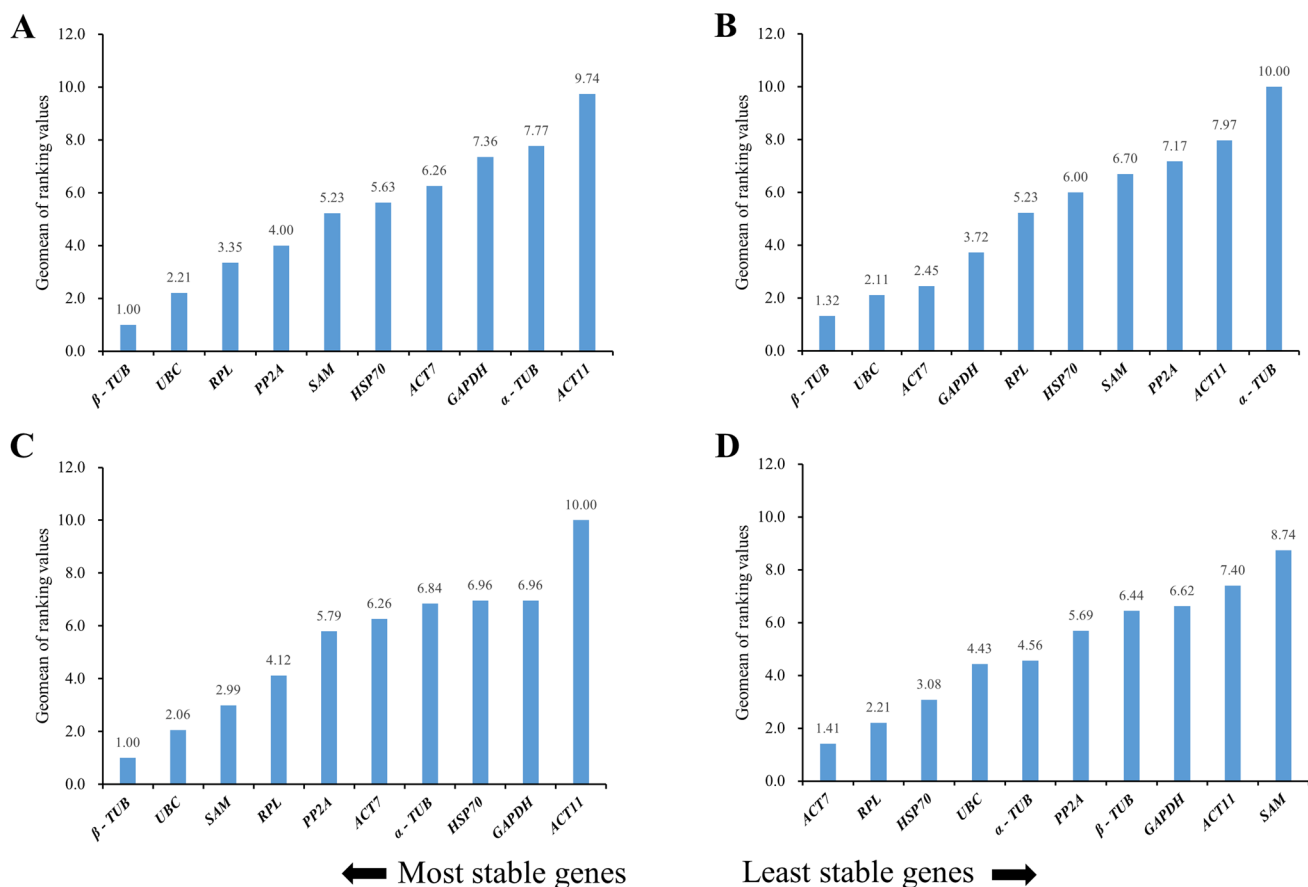 A
Geomean of ranking values
12.0
10.0
8.0
6.0
4.0
2.0
0.0
1.00
2.21
3.35
4.00
5.23
5.63
6.26
7.36
7.77
9.74
β - TUB
UBC
RPL
PP2A
SAM
HSP70
ACT7
GAPDH
α - TUB
ACT11
B
Geomean of ranking values
12.0
10.0
8.0
6.0
4.0
2.0
0.0
1.32
2.11
2.45
3.72
5.23
6.00
6.70
7.17
7.97
10.00
β - TUB
UBC
ACT7
GAPDH
RPL
HSP70
SAM
PP2A
ACT11
α - TUB
C
Geomean of ranking values
12.0
10.0
8.0
6.0
4.0
2.0
0.0
1.00
2.06
2.99
4.12
5.79
6.26
6.84
6.96
6.96
10.00
β - TUB
UBC
SAM
RPL
PP2A
ACT7
α - TUB
HSP70
GAPDH
ACT11
D
Geomean of ranking values
12.0
10.0
8.0
6.0
4.0
2.0
0.0
1.41
2.21
3.08
4.43
4.56
5.69
6.44
6.62
7.40
8.74
ACT7
RPL
HSP70
UBC
α - TUB
PP2A
β - TUB
GAPDH
ACT11
SAM
Most stable genes
Least stable genes